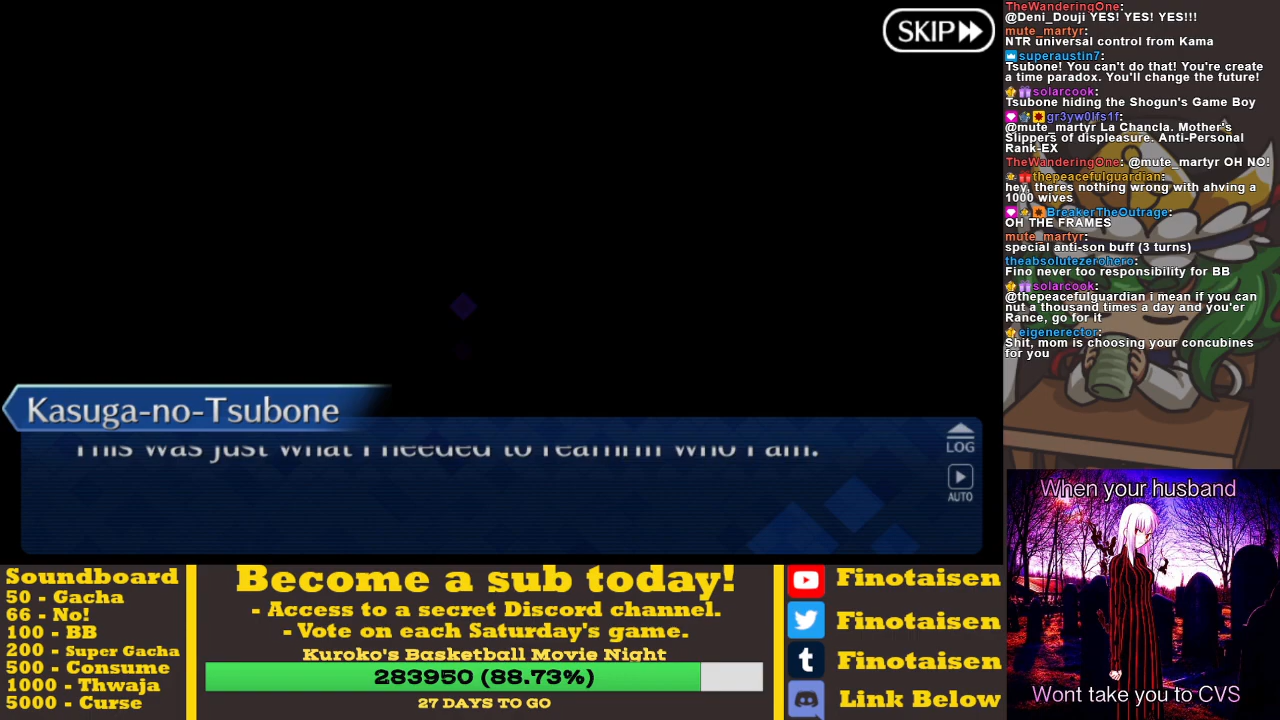 SKIP
Kasuga-no-Tsubone
This was just what I needed to reaffirm who I am.
LOG
AUTO
TheWanderingOne:
@Deni_Douji YES! YES! YES!!!
mute_martyr:
NTR universal control from Kama
superaustin7:
Tsubone! You can't do that! You're create
a time paradox. You'll change the future!
solarcook:
Tsubone hiding the Shogun's Game Boy
gr3yw0lfs1f:
@mute_martyr La Chancla. Mother's
Slippers of displeasure. Anti-Personal
Rank-EX
TheWanderingOne: @mute_martyr OH NO!
thepeacefulguardian:
hey, theres nothing wrong with ahving a
1000 wives
BreakerTheOutrage:
OH THE FRAMES
mute_martyr:
special anti-son buff (3 turns)
theabsolutezerohero:
Fino never too responsibility for BB
solarcook:
@thepeacefulguardian i mean if you can
nut a thousand times a day and you'er
Rance, go for it
eigenerector:
Shit, mom is choosing your concubines
for you
When your husband
Wont take you to CVS
Soundboard
50 - Gacha
66 - No!
100 - BB
200 - Super Gacha
500 - Consume
1000 - Thwaja
5000 - Curse
Become a sub today!
- Access to a secret Discord channel.
- Vote on each Saturday's game.
Kuroko's Basketball Movie Night
283950 (88.73%)
27 DAYS TO GO
Finotaisen
Finotaisen
t Finotaisen
Link Below